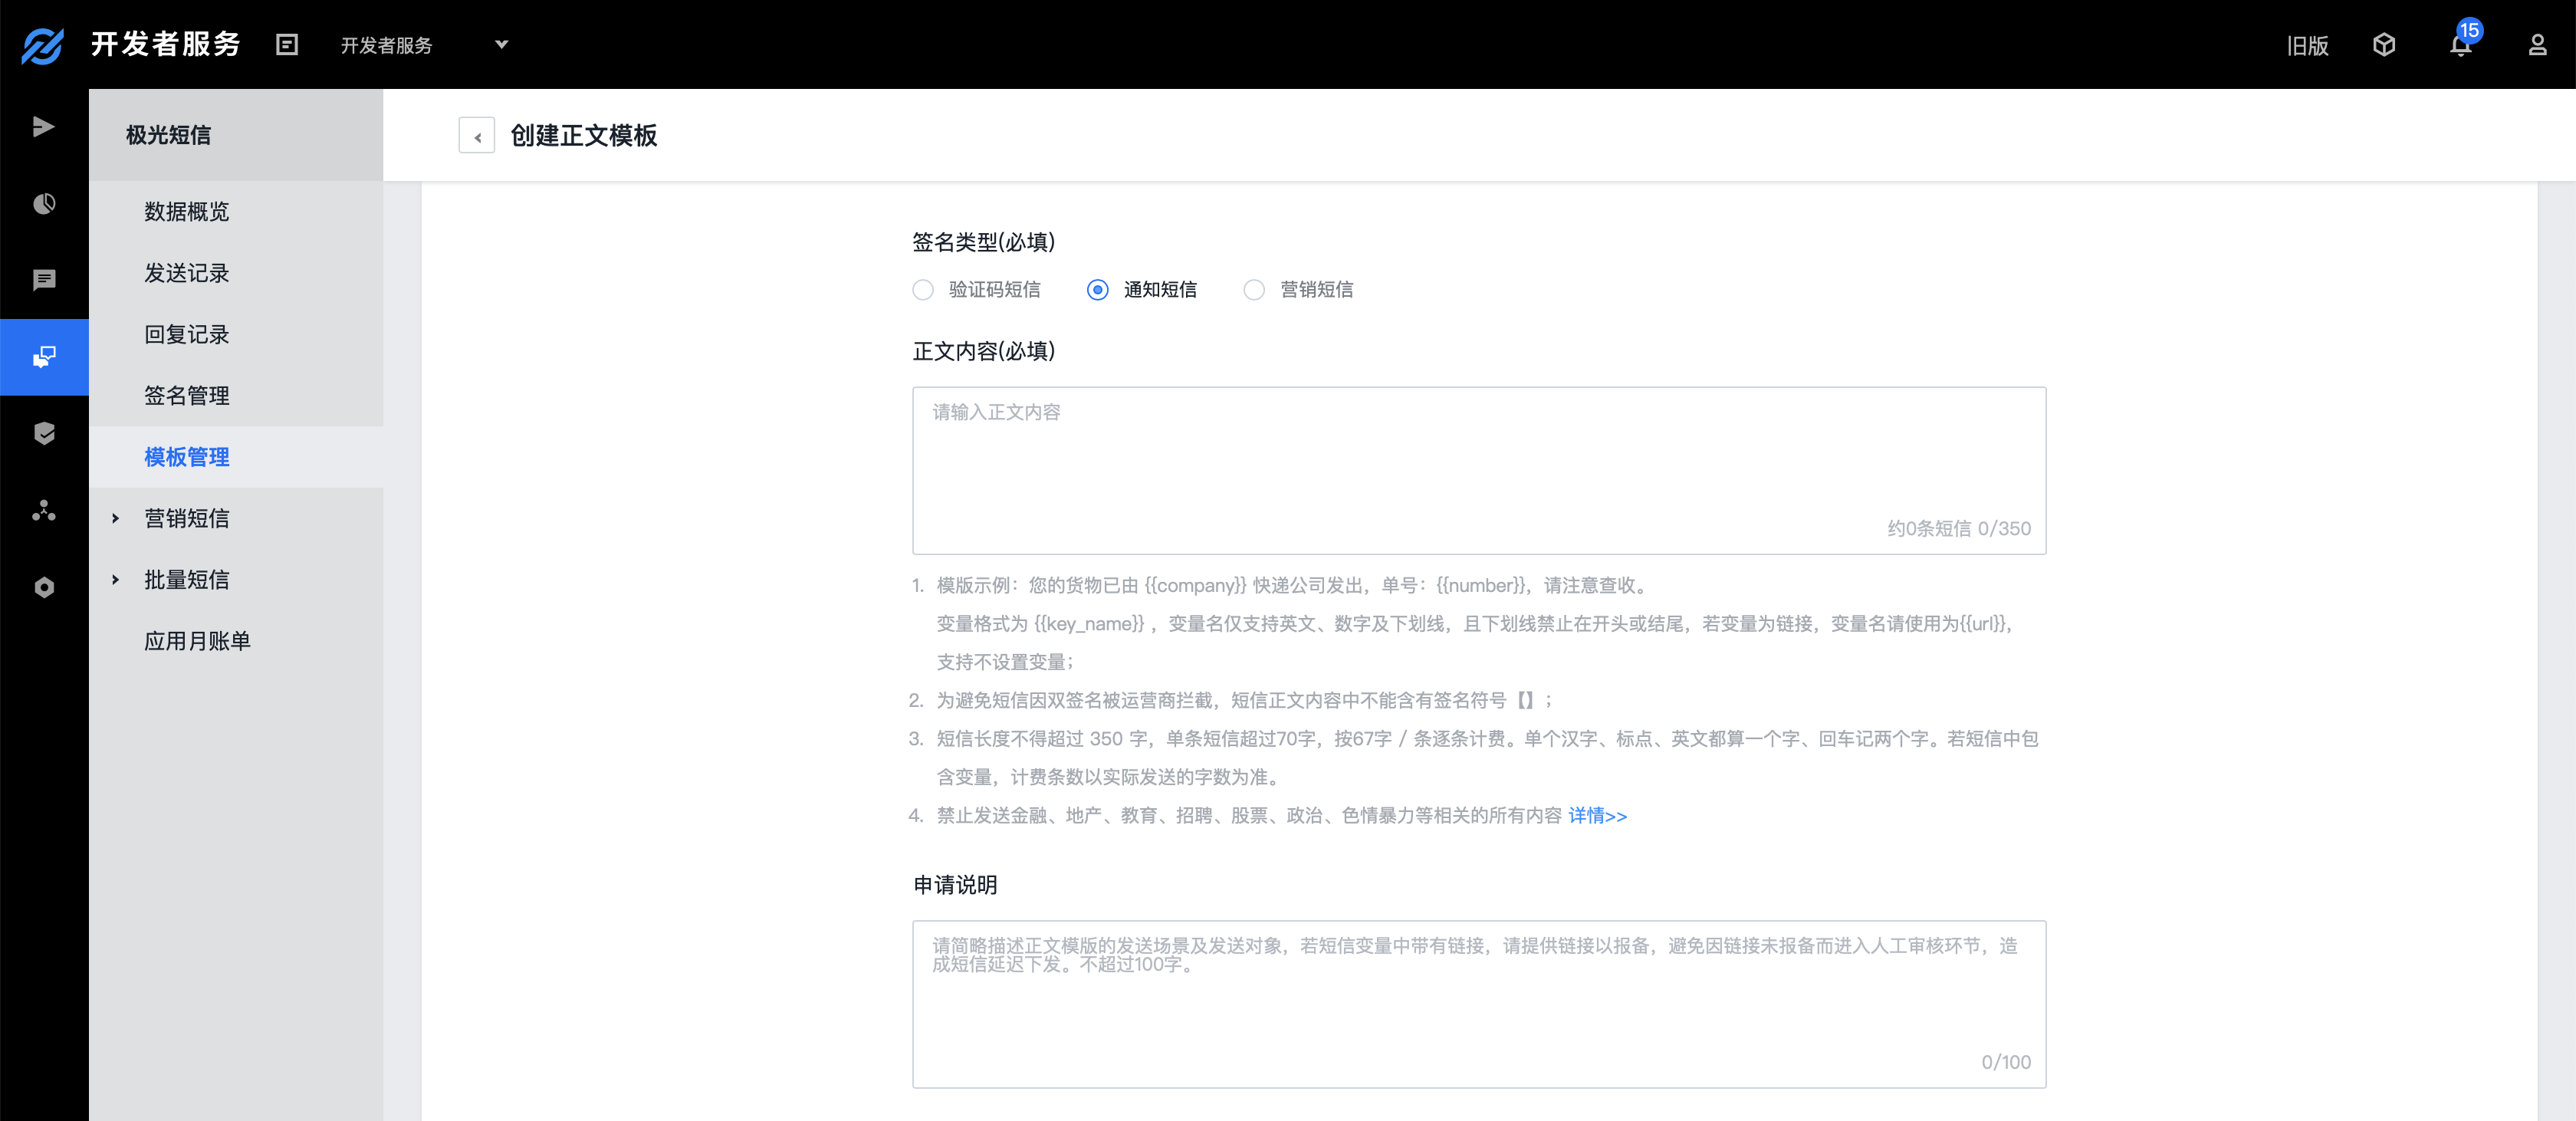 开发者服务
开发者服务
旧版
15
极光短信
数据概览
发送记录
回复记录
签名管理
模板管理
营销短信
批量短信
应用月账单
创建正文模板
签名类型(必填)
验证码短信
通知短信
营销短信
正文内容(必填)
请输入正文内容
约0条短信 0/350
1. 模版示例：您的货物已由 {{company}} 快递公司发出，单号：{{number}}，请注意查收。
变量格式为 {{key_name}} ，变量名仅支持英文、数字及下划线，且下划线禁止在开头或结尾，若变量为链接，变量名请使用为{{url}}，
支持不设置变量；
2. 为避免短信因双签名被运营商拦截，短信正文内容中不能含有签名符号【】；
3. 短信长度不得超过 350 字，单条短信超过70字，按67字 / 条逐条计费。单个汉字、标点、英文都算一个字、回车记两个字。若短信中包
含变量，计费条数以实际发送的字数为准。
4. 禁止发送金融、地产、教育、招聘、股票、政治、色情暴力等相关的所有内容 详情>>
申请说明
请简略描述正文模版的发送场景及发送对象，若短信变量中带有链接，请提供链接以报备，避免因链接未报备而进入人工审核环节，造
成短信延迟下发。不超过100字。
0/100